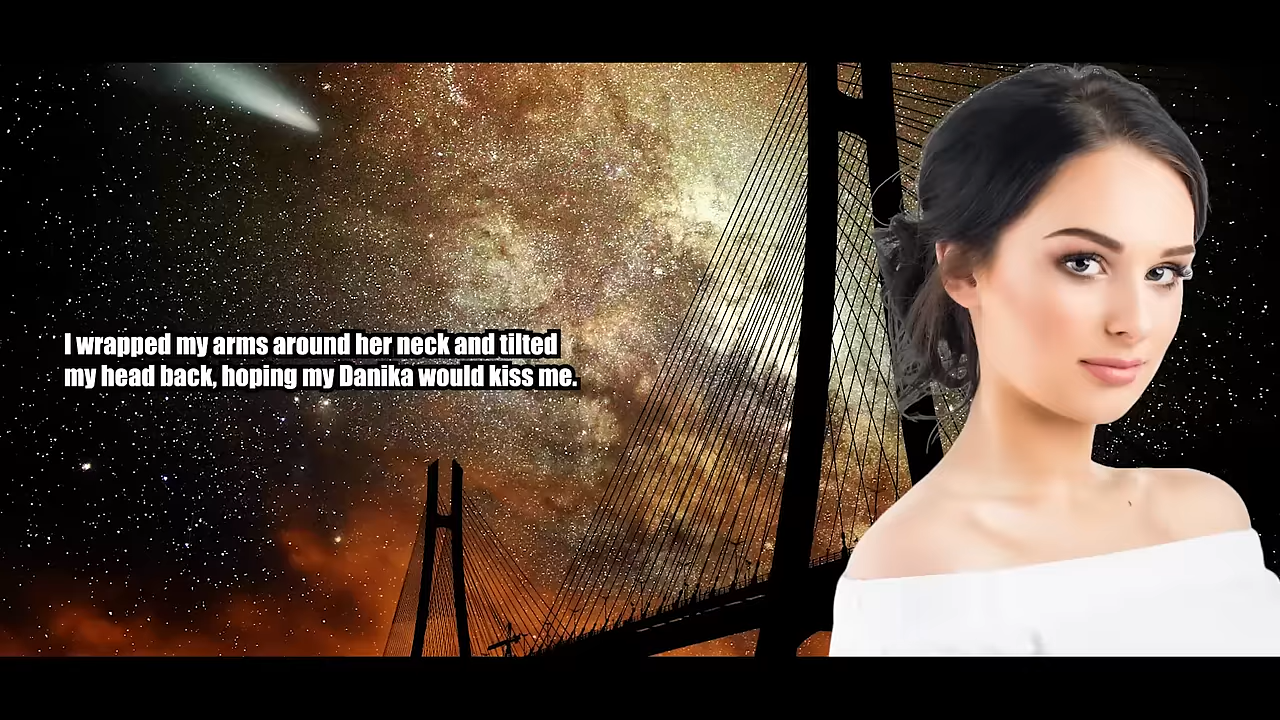 I wrapped my arms around her neck and tilted
my head back, hoping my Danika would kiss me.